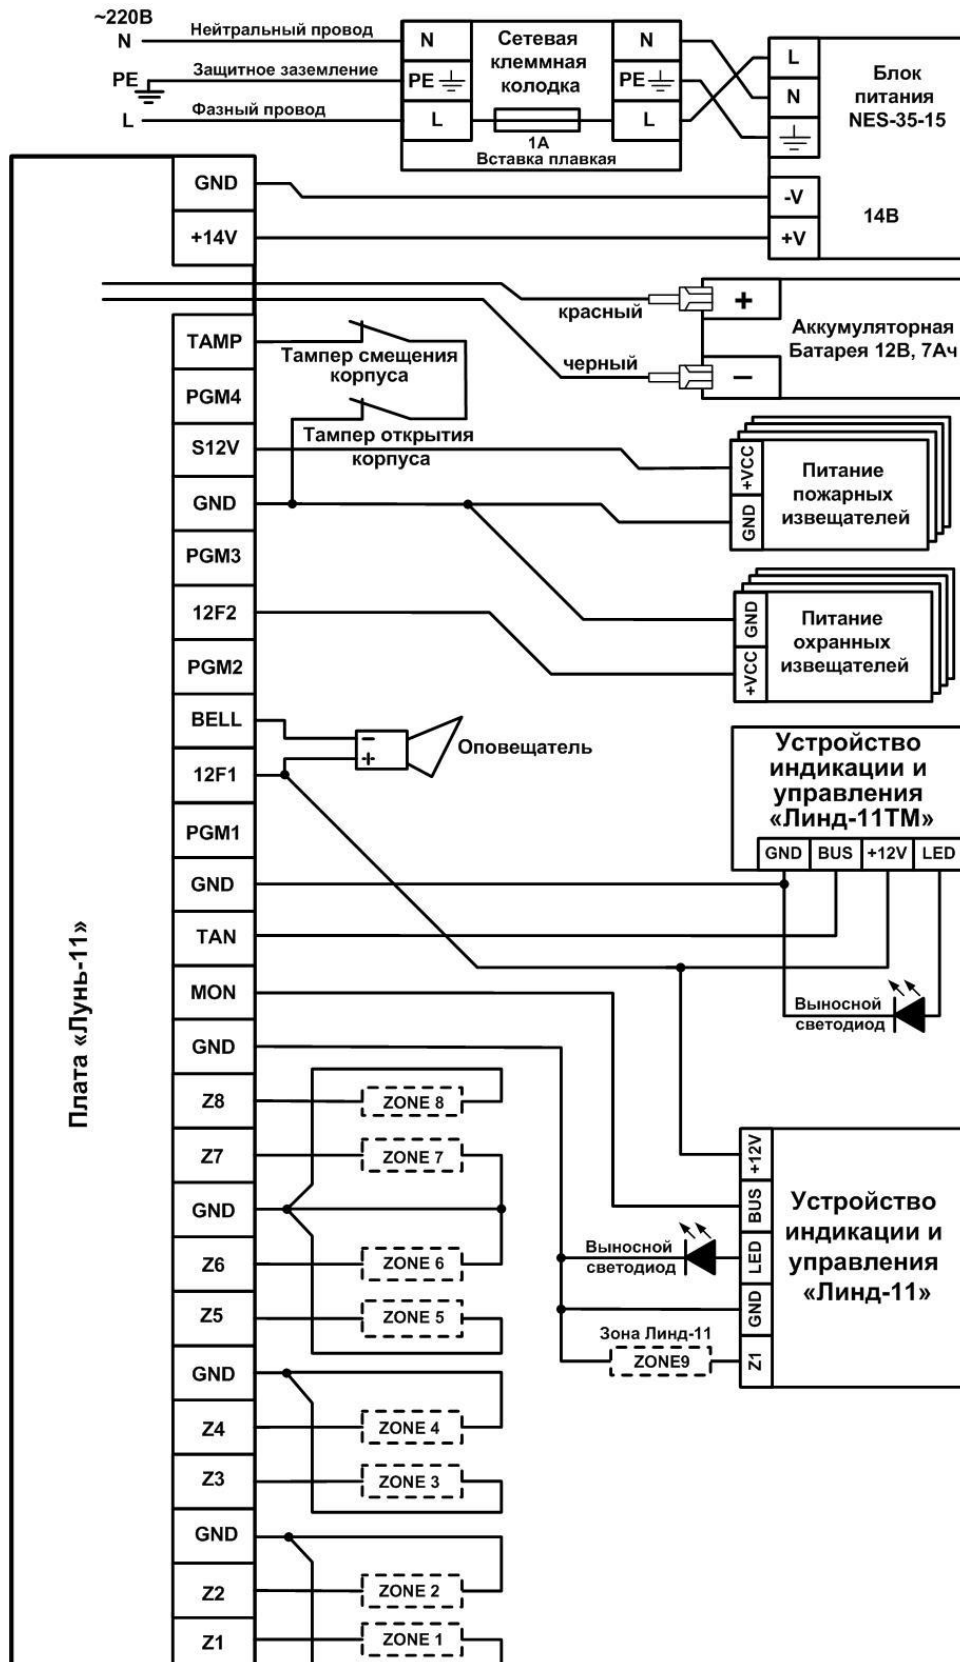 ~220В
N
Нейтральный провод
PE
Защитное заземление
L
Фазный провод
N
PE
L
Сетевая
клеммная
колодка
1А
Вставка плавкая
N
PE
L
L
N
Блок
питания
NES-35-15
-V
+V
14В
Плата «Лунь-11»
GND
+14V
TAMP
PGM4
S12V
GND
PGM3
12F2
PGM2
BELL
12F1
PGM1
GND
TAN
MON
GND
Z8
Z7
GND
Z6
Z5
GND
Z4
Z3
GND
Z2
Z1
красный
черный
+
−
Аккумуляторная
Батарея 12В, 7Ач
Тампер смещения
корпуса
Тампер открытия
корпуса
+VCC
GND
Питание
пожарных
извещателей
GND
+VCC
Питание
охранных
извещателей
−
+
Оповещатель
Устройство
индикации и
управления
«Линд-11ТМ»
GND BUS +12V LED
Выносной
светодиод
ZONE 8
ZONE 7
ZONE 6
ZONE 5
ZONE 4
ZONE 3
ZONE 2
ZONE 1
+12V
BUS
LED
GND
Z1
Устройство
индикации и
управления
«Линд-11»
Выносной
светодиод
Зона Линд-11
ZONE9